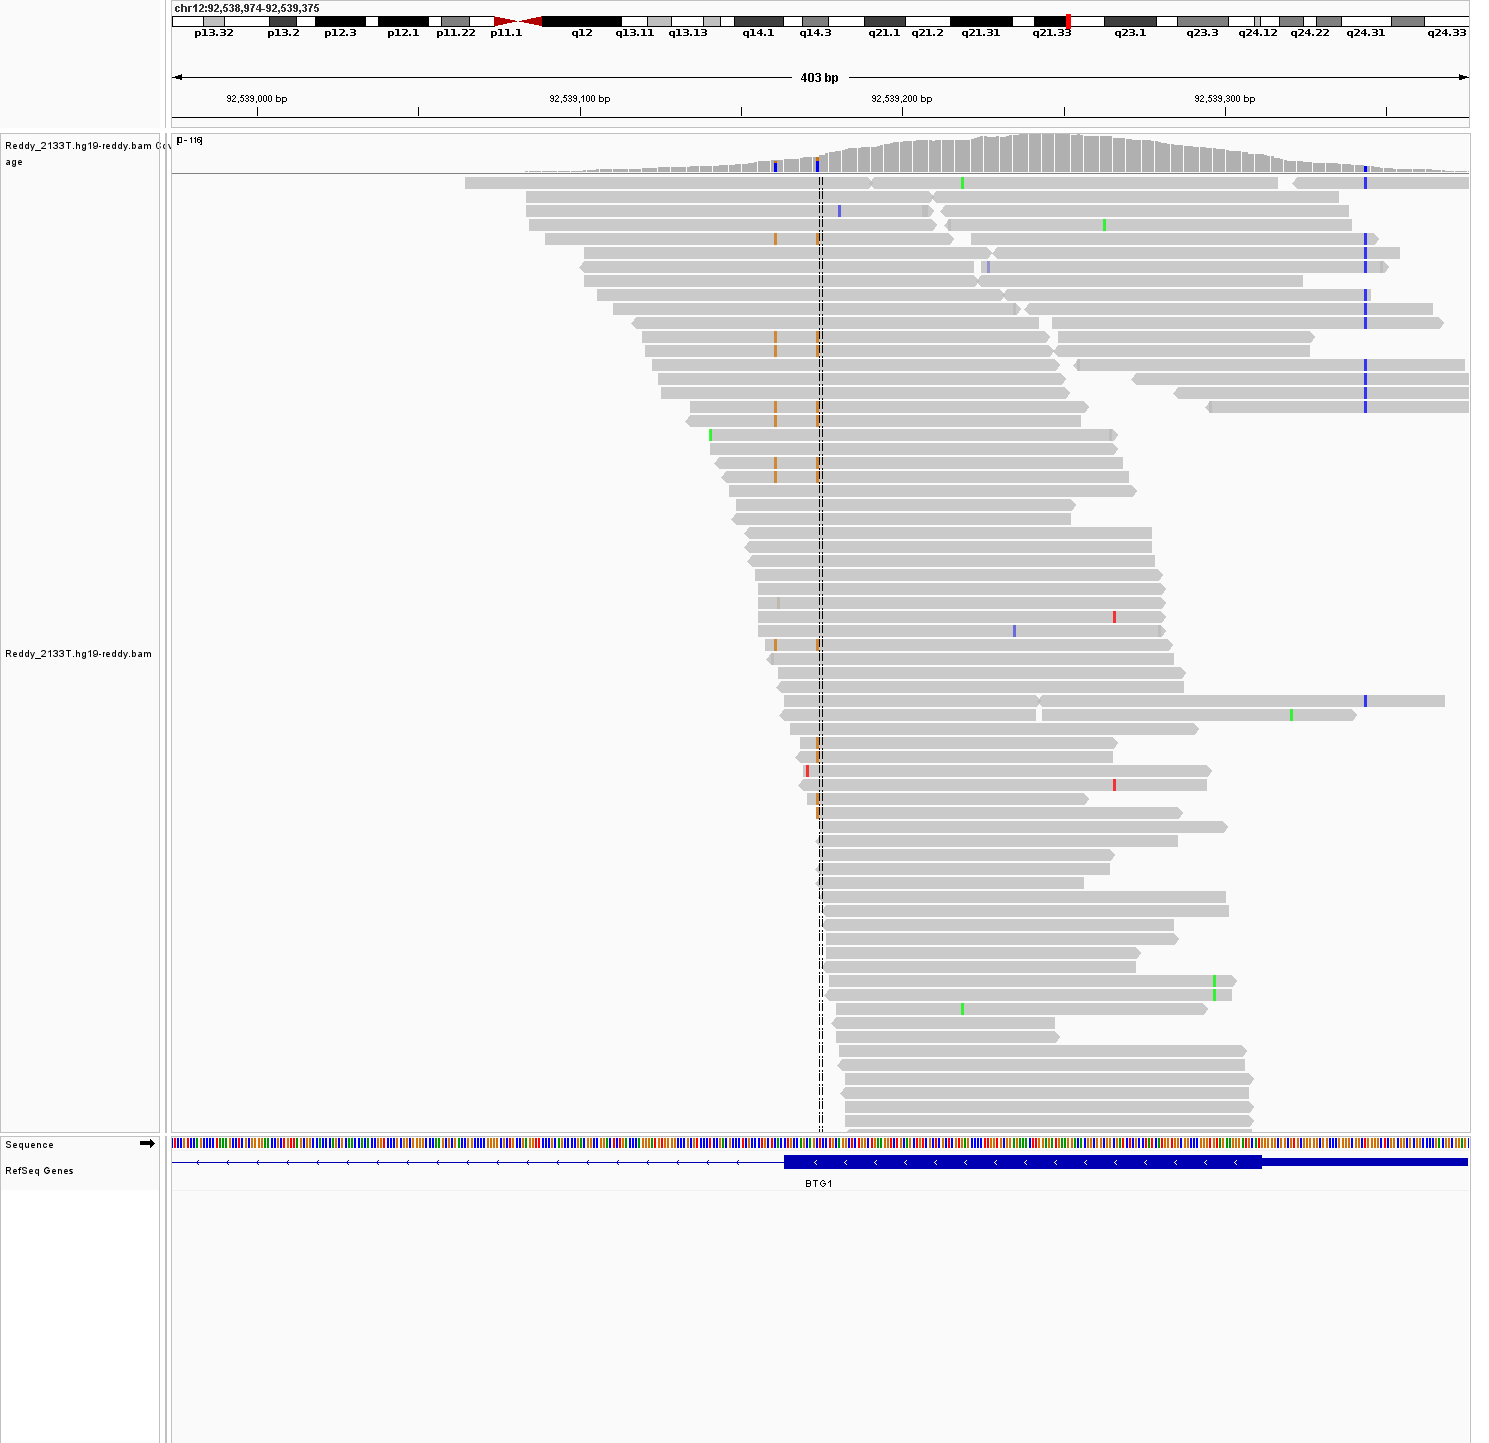 chr12:92,538,974-92,539,375
p13.32 p13.2 p12.3 p12.1 p11.22 p11.1 q12 q13.11 q13.13 q14.1 q14.3 q21.1 q21.2 q21.31 q21.33 q23.1 q23.3 q24.12 q24.22 q24.31 q24.33
403 bp
92,539,000 bp 92,539,100 bp 92,539,200 bp 92,539,300 bp
Reddy_2133T.hg19-reddy.bam Cov
age
[0 - 116]
Reddy_2133T.hg19-reddy.bam
Sequence
RefSeq Genes
BTG1